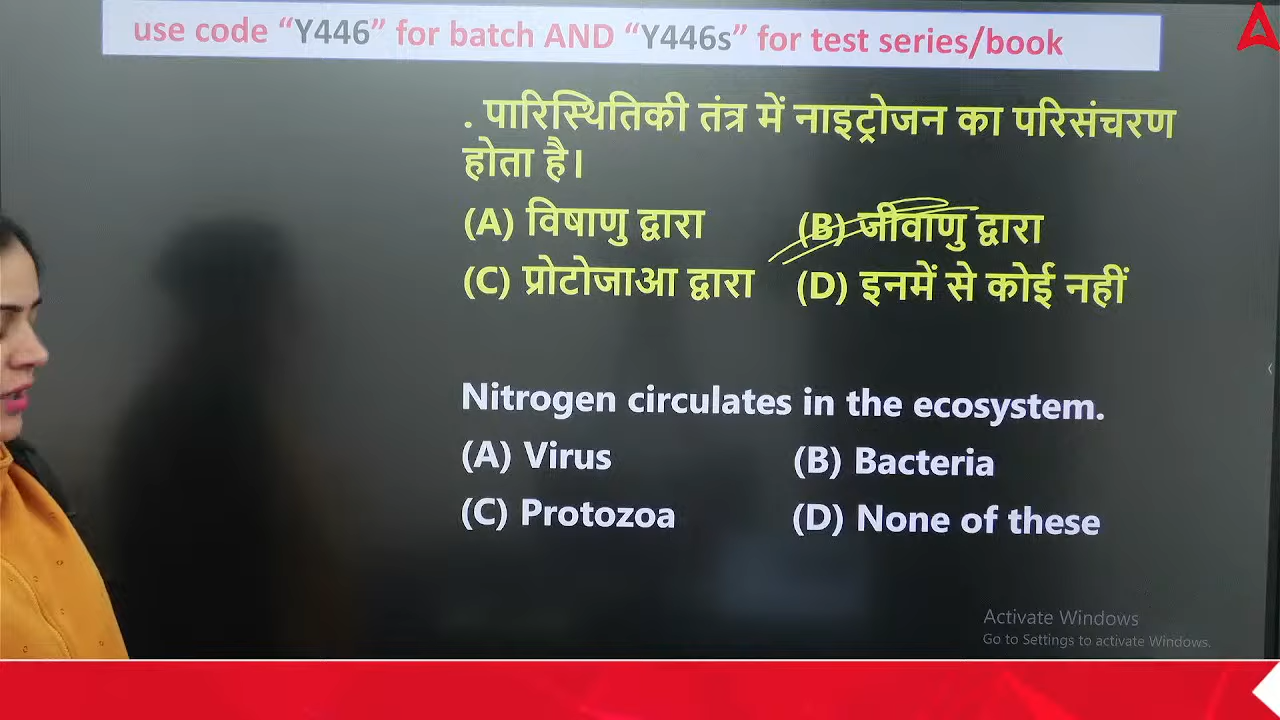 use code “Y446” for batch AND “Y446s” for test series/book
. पारिस्थितिकी तंत्र में नाइट्रोजन का परिसंचरण
होता है।
(A) विषाणु द्वारा (B) जीवाणु द्वारा
(C) प्रोटोजाआ द्वारा (D) इनमें से कोई नहीं
Nitrogen circulates in the ecosystem.
(A) Virus (B) Bacteria
(C) Protozoa (D) None of these
Activate Windows
Go to Settings to activate Windows.